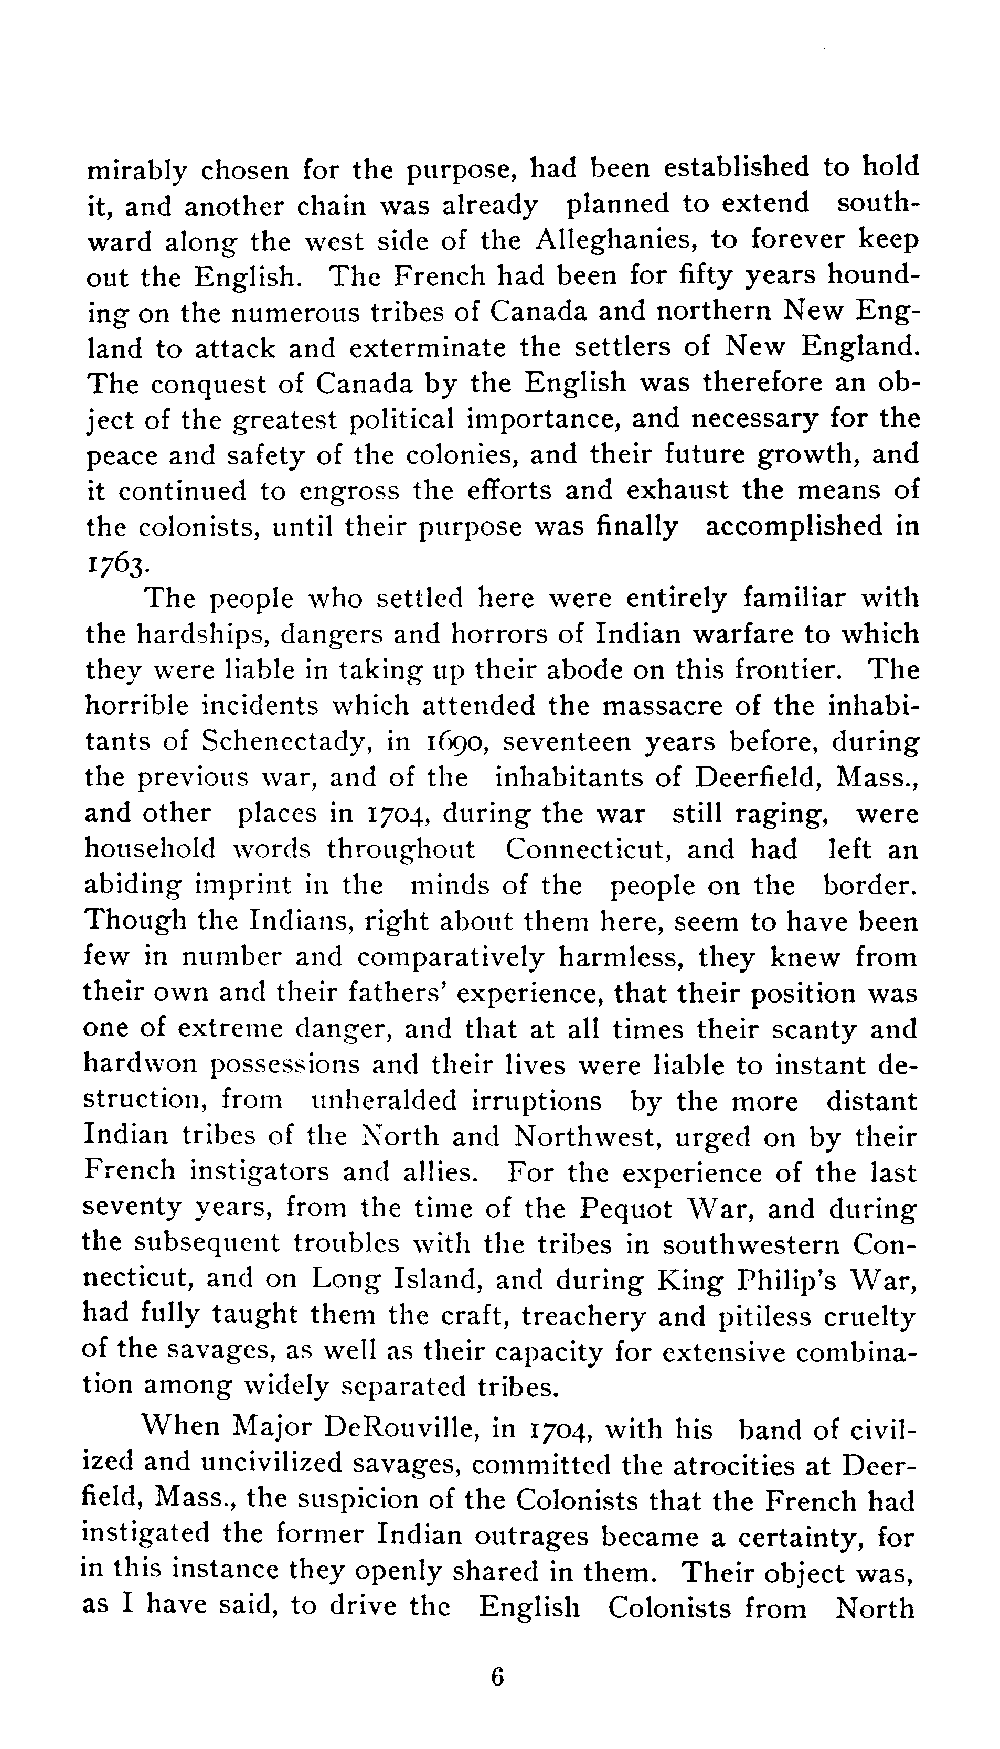 mirably chosen for the purpose, had been established to hold
it, and another chain was already planned to extend south-
ward along the west side of the Alleghanies, to forever keep
out the English. The French had been for fifty years hound-
ing on the numerous tribes of Canada and northern New Eng-
land to attack and exterminate the settlers of New England.
The conquest of Canada by the English was therefore an ob-
ject of the greatest political importance, and necessary for the
peace and safety of the colonies, and their future growth, and
it continued to engross the efforts and exhaust the means of
the colonists, until their purpose was finally accomplished in
1763.
The people who settled here were entirely familiar with
the hardships, dangers and horrors of Indian warfare to which
they were liable in taking up their abode on this frontier. The
horrible incidents which attended the massacre of the inhabi-
tants of Schenectady, in 1690, seventeen years before, during
the previous war, and of the inhabitants of Deerfield, Mass.,
and other places in 1704, during the war still raging, were
household words throughout Connecticut, and had left an
abiding imprint in the minds of the people on the border.
Though the Indians, right about them here, seem to have been
few in number and comparatively harmless, they knew from
their own and their fathers' experience, that their position was
one of extreme danger, and that at all times their scanty and
hardwon possessions and their lives were liable to instant de-
struction, from unheralded irruptions by the more distant
Indian tribes of the North and Northwest, urged on by their
French instigators and allies. For the experience of the last
seventy years, from the time of the Pequot War, and during
the subsequent troubles with the tribes in southwestern Con-
necticut, and on Long Island, and during King Philip's War,
had fully taught them the craft, treachery and pitiless cruelty
of the savages, as well as their capacity for extensive combina-
tion among widely separated tribes.
When Major DeRouville, in 1704, with his band of civil-
ized and uncivilized savages, committed the atrocities at Deer-
field, Mass., the suspicion of the Colonists that the French had
instigated the former Indian outrages became a certainty, for
in this instance they openly shared in them. Their object was,
as I have said, to drive the English Colonists from North
6